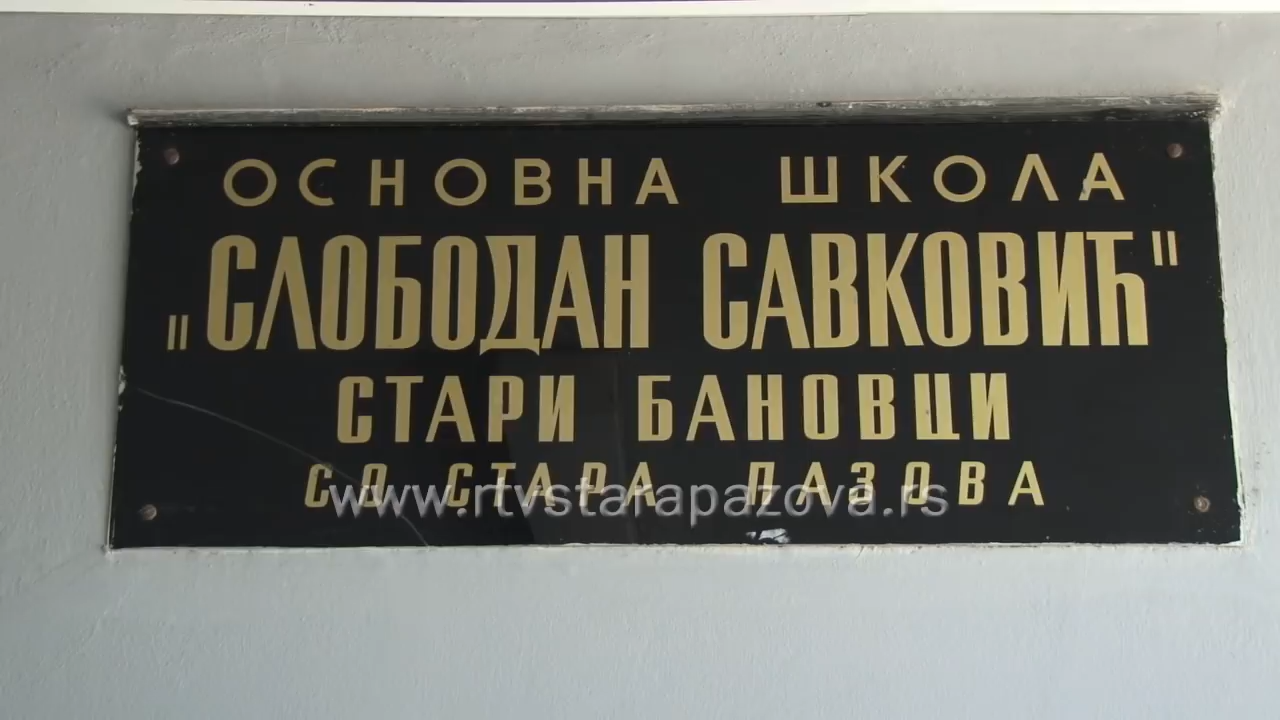 ОСНОВНА ШКОЛА
„СЛОБОДАН САВКОВИЋ"
СТАРИ БАНОВЦИ
СО СТАРА ПАЗОВА
www.rtvstarapazova.rs